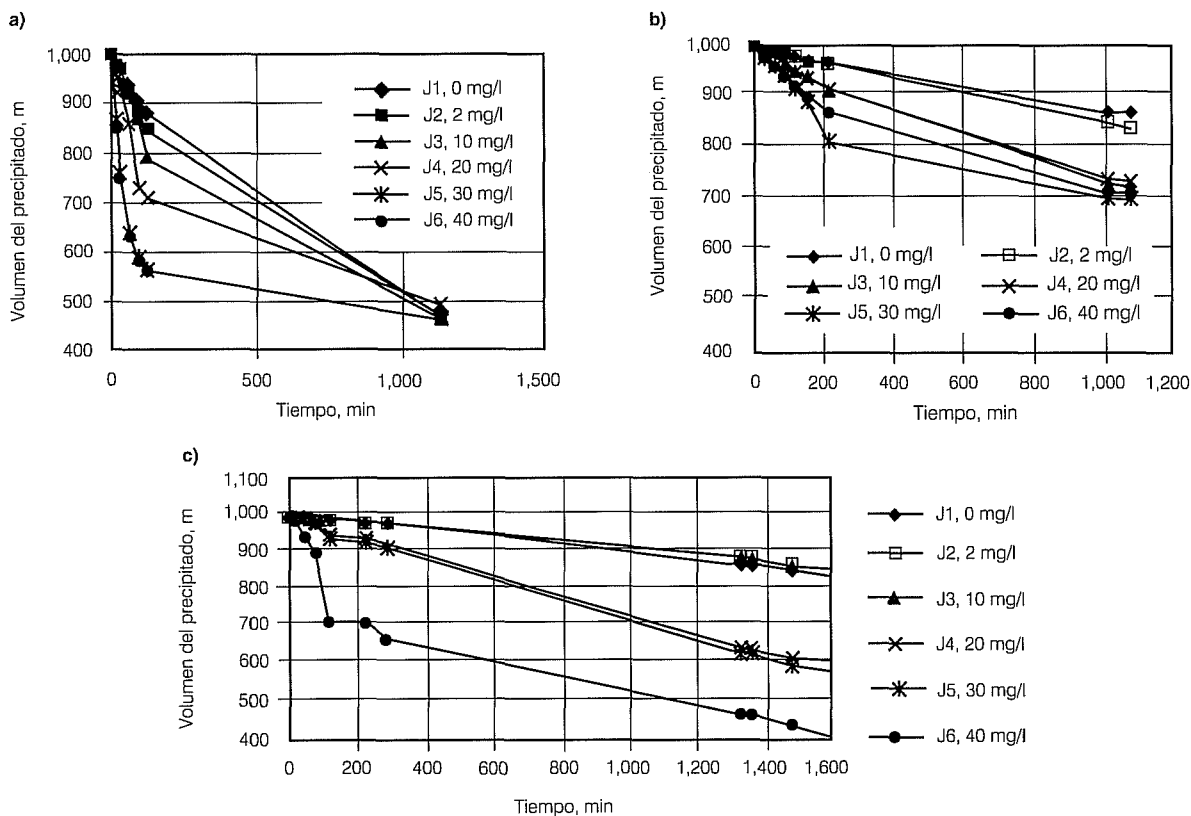 a)
Volumen del precipitado, m
1,000
900
800
700
600
500
400
0
500
1,000
1,500
Tiempo, min
J1, 0 mg/l
J2, 2 mg/l
J3, 10 mg/l
J4, 20 mg/l
J5, 30 mg/l
J6, 40 mg/l
b)
Volumen del precipitado, m
1,000
900
800
700
600
500
400
0
200
400
600
800
1,000
1,200
Tiempo, min
J1, 0 mg/l
J2, 2 mg/l
J3, 10 mg/l
J4, 20 mg/l
J5, 30 mg/l
J6, 40 mg/l
c)
Volumen del precipitado, m
1,100
1,000
900
800
700
600
500
400
0
200
400
600
800
1,000
1,200
1,400
1,600
Tiempo, min
J1, 0 mg/l
J2, 2 mg/l
J3, 10 mg/l
J4, 20 mg/l
J5, 30 mg/l
J6, 40 mg/l